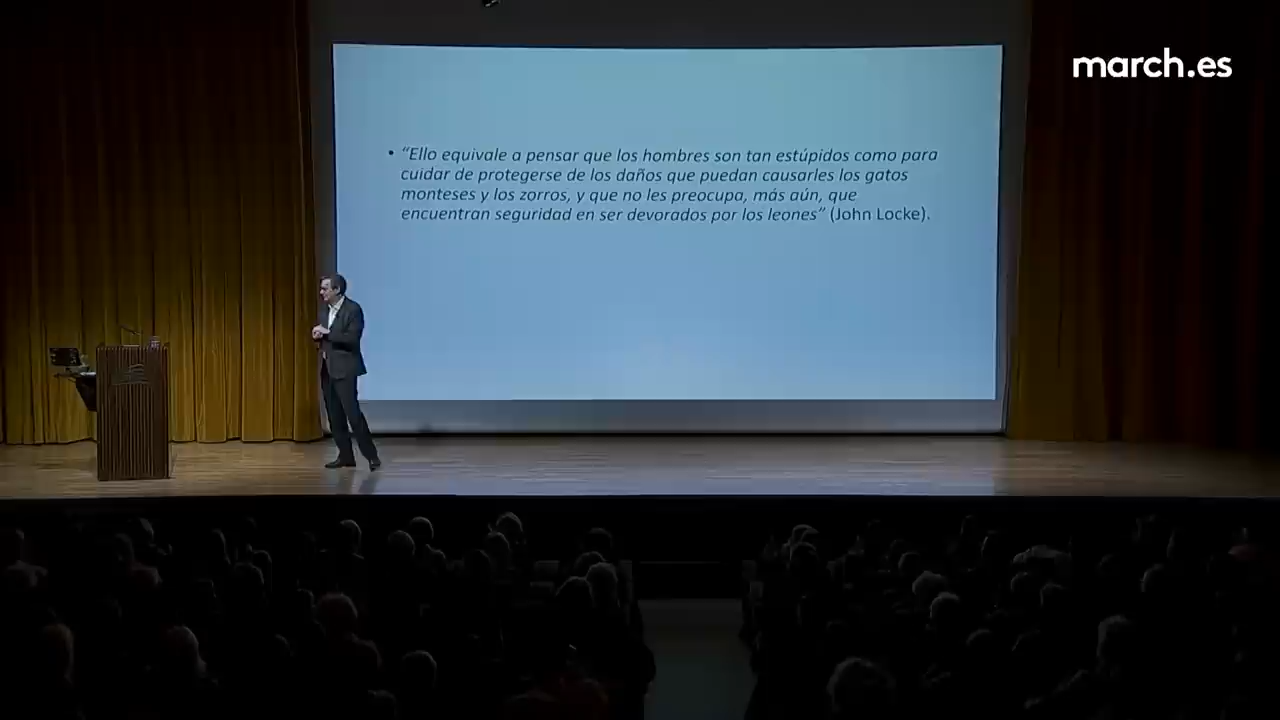 march.es
• “Ello equivale a pensar que los hombres son tan estúpidos como para
cuidar de protegerse de los daños que puedan causarles los gatos
monteses y los zorros, y que no les preocupa, más aún, que
encuentran seguridad en ser devorados por los leones” (John Locke).